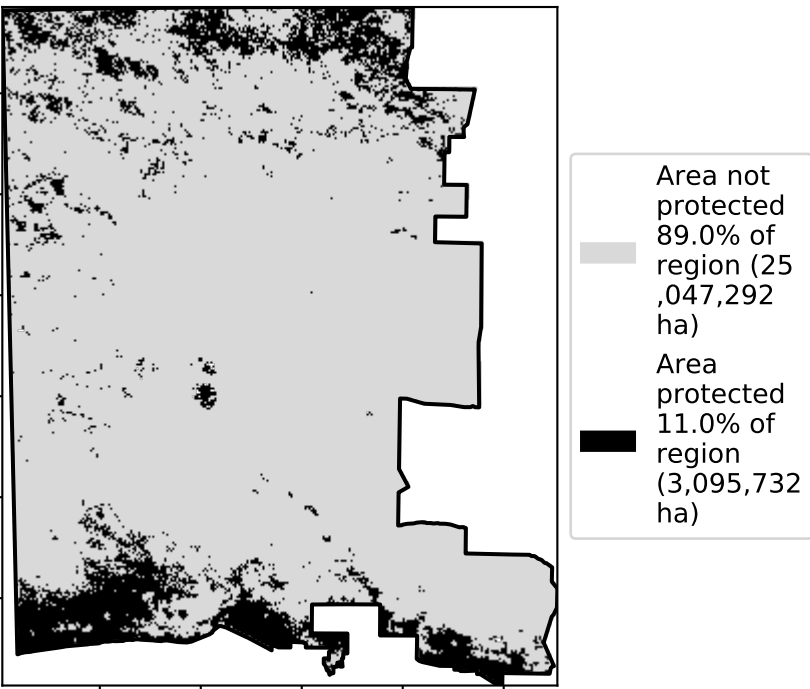 Area not
protected
89.0% of
region (25
,047,292
ha)
Area
protected
11.0% of
region
(3,095,732
ha)